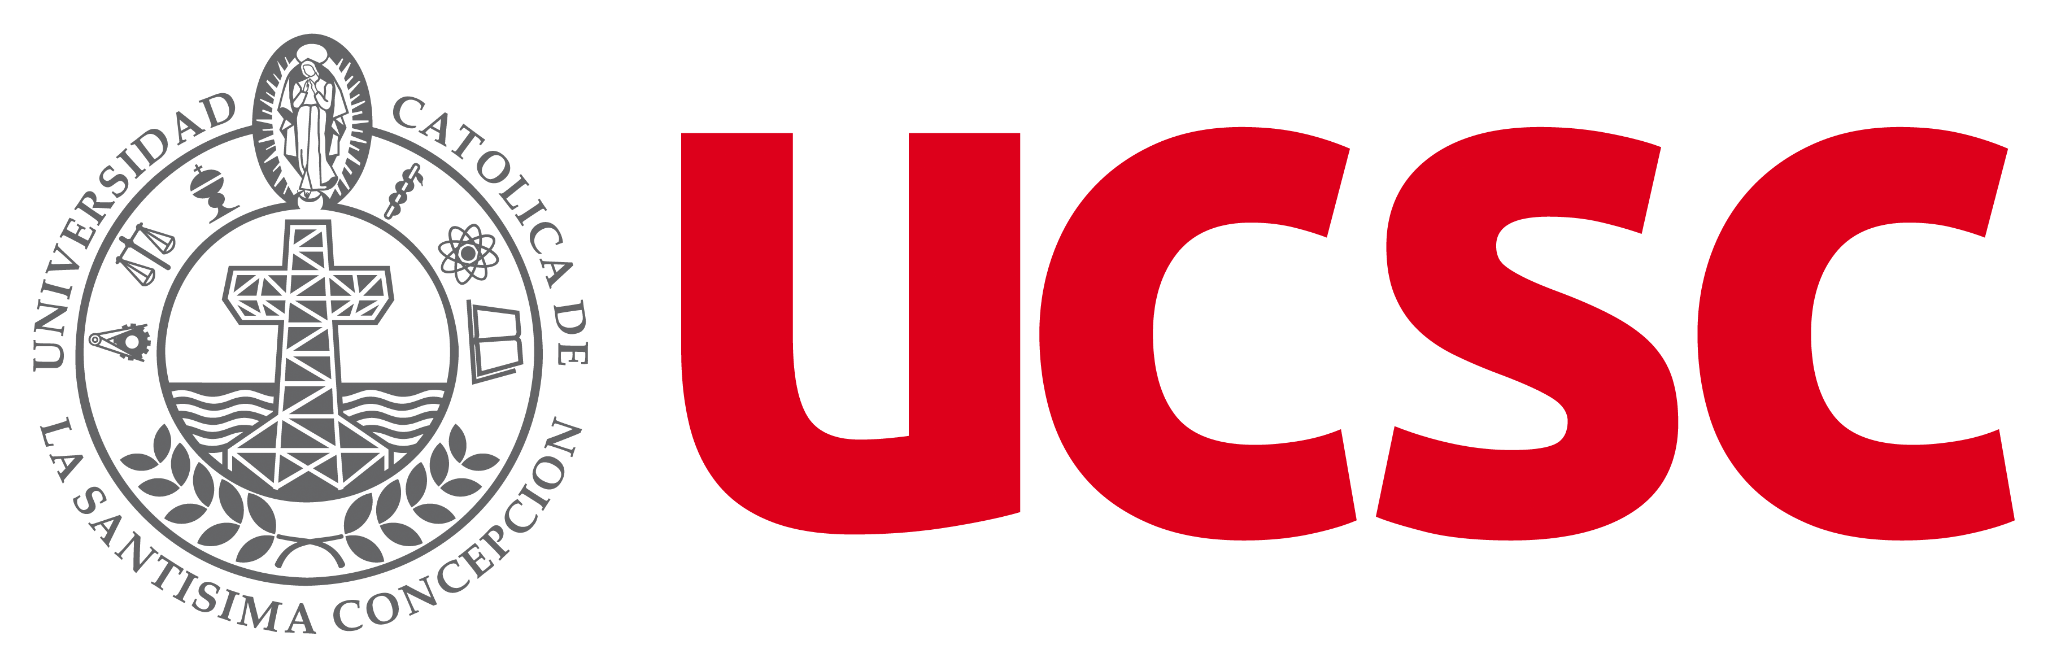 UNIVERSIDAD CATOLICA DE
LA SANTISIMA CONCEPCION
UCSC